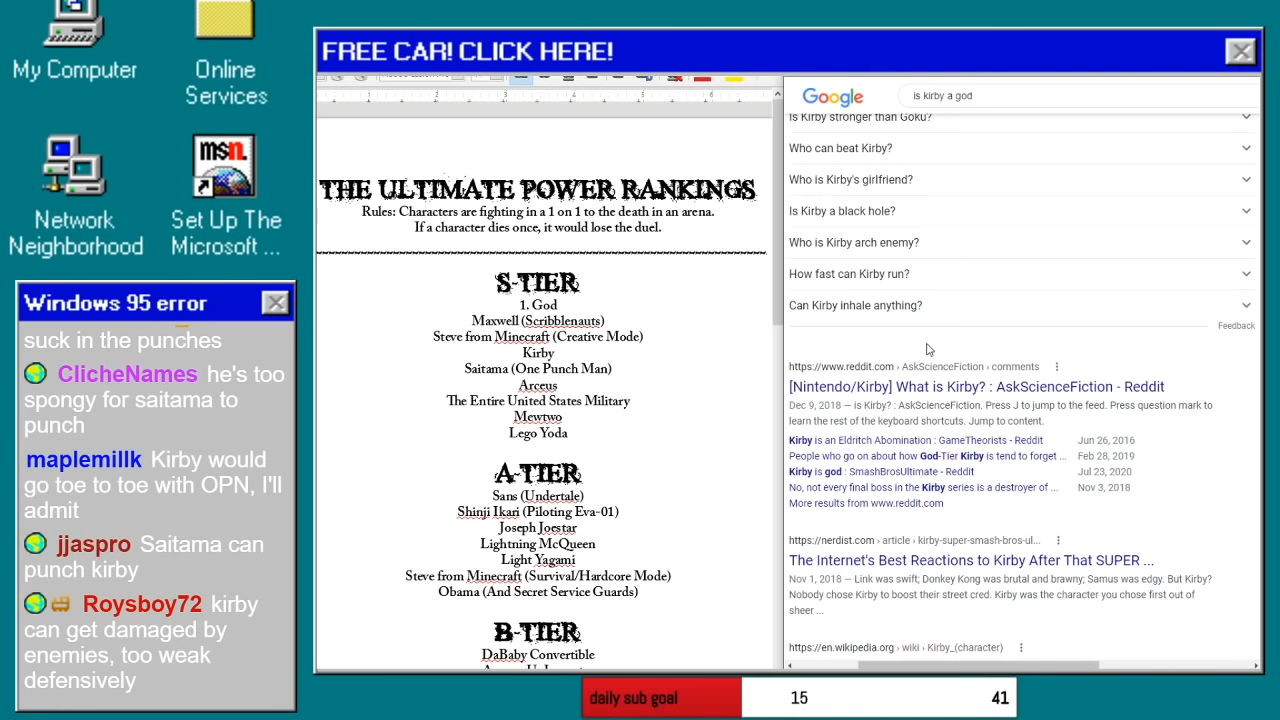 My Computer
Online
Services
Network
Neighborhood
msn.
Set Up The
Microsoft ...
Windows 95 error
suck in the punches
ClicheNames he's too
spongy for saitama to
punch
maplemillk Kirby would
go toe to toe with OPN, I'll
admit
jjaspro Saitama can
punch kirby
Roysboy72 kirby
can get damaged by
enemies, too weak
defensively
FREE CAR! CLICK HERE!
THE ULTIMATE POWER RANKINGS
Rules: Characters are fighting in a 1 on 1 to the death in an arena.
If a character dies once, it would lose the duel.
S-TIER
1. God
Maxwell (Scribblenauts)
Steve from Minecraft (Creative Mode)
Kirby
Saitama (One Punch Man)
Arceus
The Entire United States Military
Mewtwo
Lego Yoda
A-TIER
Sans (Undertale)
Shinji Ikari (Piloting Eva-01)
Joseph Joestar
Lightning McQueen
Light Yagami
Steve from Minecraft (Survival/Hardcore Mode)
Obama (And Secret Service Guards)
B-TIER
DaBaby Convertible
Google
is kirby a god
Is Kirby stronger than Goku?
Who can beat Kirby?
Who is Kirby's girlfriend?
Is Kirby a black hole?
Who is Kirby arch enemy?
How fast can Kirby run?
Can Kirby inhale anything?
Feedback
https://www.reddit.com › AskScienceFiction › comments
[Nintendo/Kirby] What is Kirby? : AskScienceFiction - Reddit
Dec 9, 2018 — is Kirby? : AskScienceFiction. Press J to jump to the feed. Press question mark to
learn the rest of the keyboard shortcuts. Jump to content.
Kirby is an Eldritch Abomination : GameTheorists - Reddit Jun 26, 2016
People who go on about how God-Tier Kirby is tend to forget ... Feb 28, 2019
Kirby is god : SmashBrosUltimate - Reddit Jul 23, 2020
No, not every final boss in the Kirby series is a destroyer of ... Nov 3, 2018
More results from www.reddit.com
https://nerdist.com › article › kirby-super-smash-bros-ul...
The Internet's Best Reactions to Kirby After That SUPER ...
Nov 1, 2018 — Link was swift; Donkey Kong was brutal and brawny; Samus was edgy. But Kirby?
Nobody chose Kirby to boost their street cred. Kirby was the character you chose first out of
sheer ...
https://en.wikipedia.org › wiki › Kirby_(character)
daily sub goal 15 41